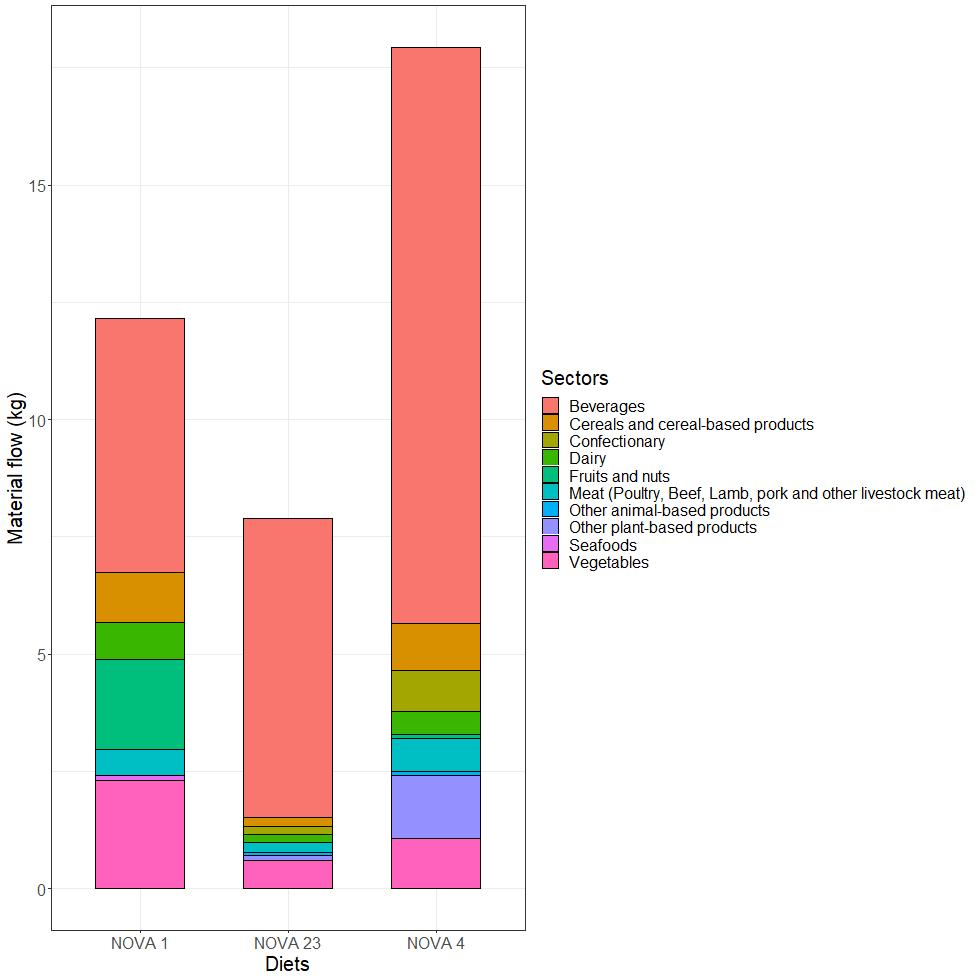 Material flow (kg)
15
10
5
0
NOVA 1
NOVA 23
NOVA 4
Diets
Sectors
Beverages
Cereals and cereal-based products
Confectionary
Dairy
Fruits and nuts
Meat (Poultry, Beef, Lamb, pork and other livestock meat)
Other animal-based products
Other plant-based products
Seafoods
Vegetables